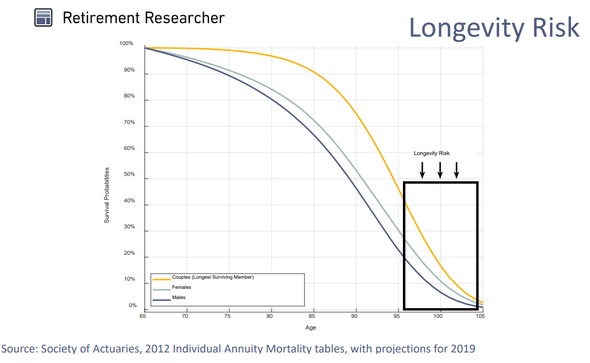 Retirement Researcher
Longevity Risk
100%
90%
80%
70%
60%
50%
40%
30%
20%
10%
0%
Survival Probabilities
Longevity Risk
Couples (Longest Surviving Member)
Females
Males
65
70
75
80
85
90
95
100
105
Age
Source: Society of Actuaries, 2012 Individual Annuity Mortality tables, with projections for 2019